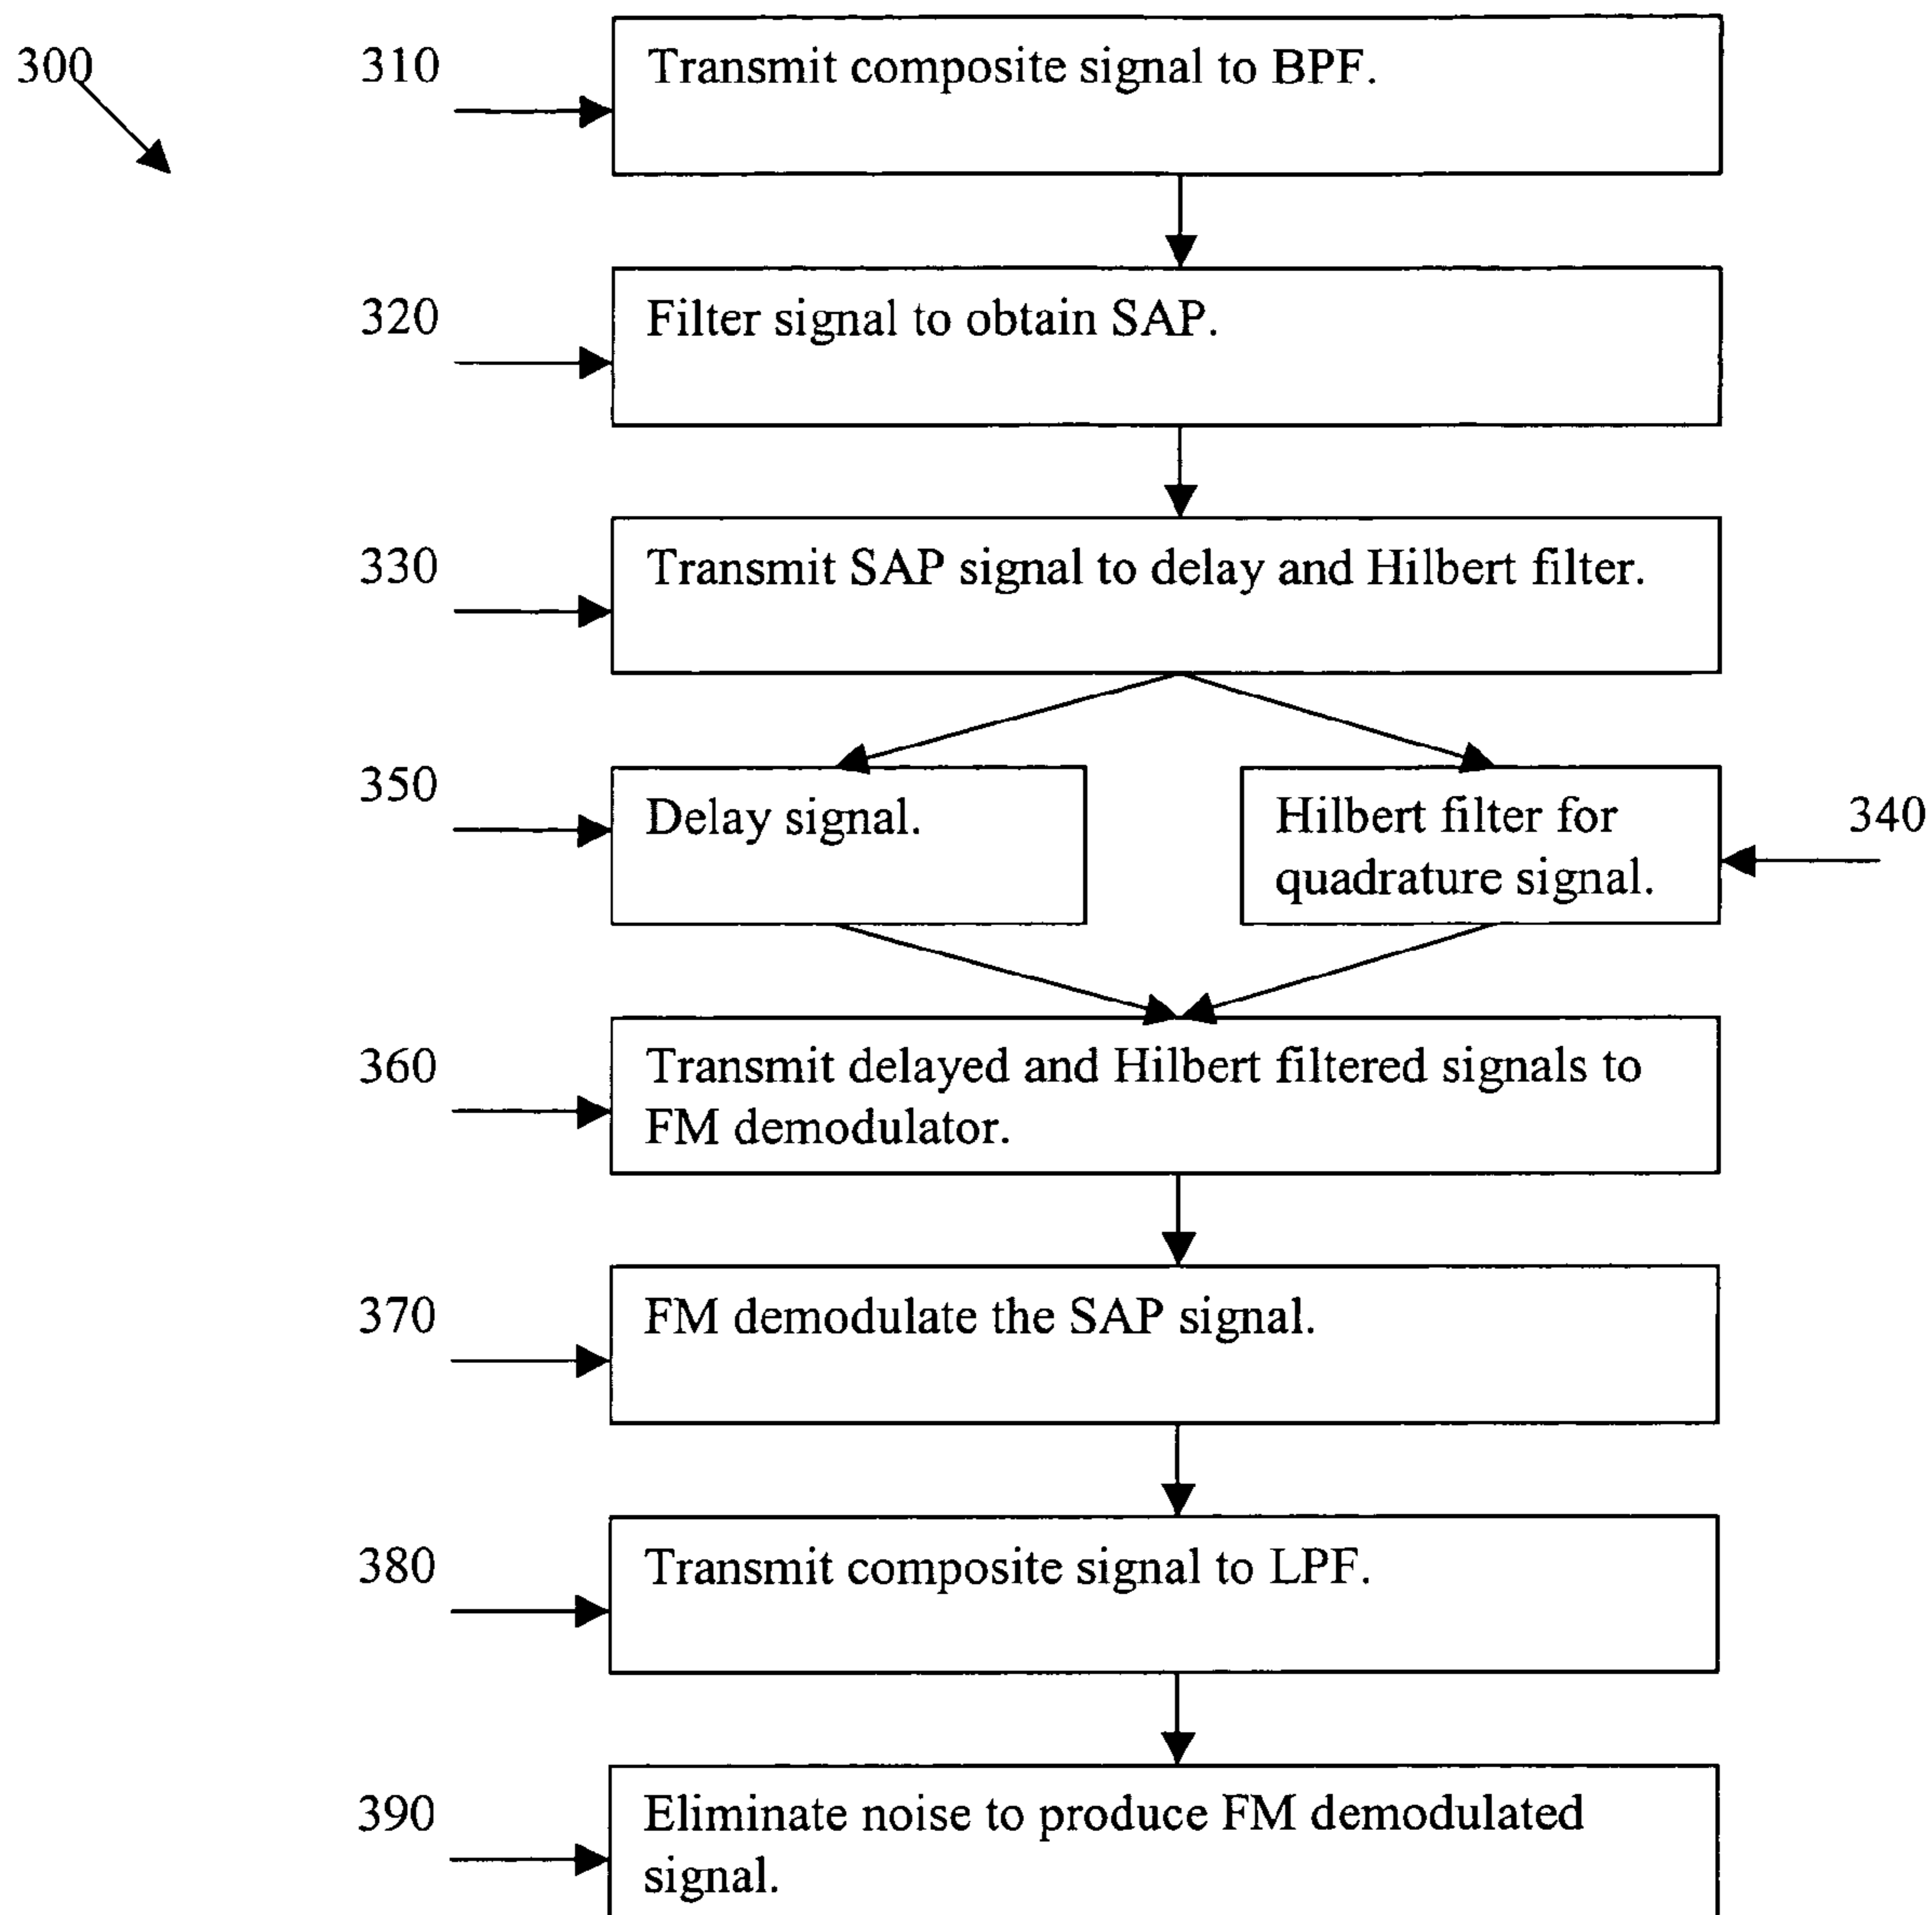 300
310
Transmit composite signal to BPF.
320
Filter signal to obtain SAP.
330
Transmit SAP signal to delay and Hilbert filter.
350
Delay signal.
Hilbert filter for
quadrature signal.
340
360
Transmit delayed and Hilbert filtered signals to
FM demodulator.
370
FM demodulate the SAP signal.
380
Transmit composite signal to LPF.
390
Eliminate noise to produce FM demodulated
signal.